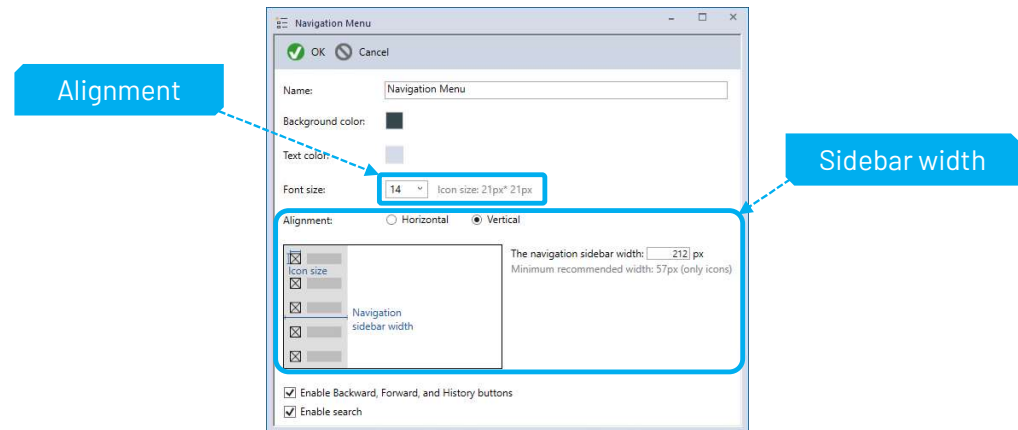 Navigation Menu
OK Cancel
Alignment
Name: Navigation Menu
Background color:
Sidebar width
Text color:
Font size: 14 Icon size: 21px* 21px
Alignment: Horizontal Vertical
The navigation sidebar width: 212 px
Minimum recommended width: 57px (only icons)
Icon size
Navigation
sidebar width
Enable Backward, Forward, and History buttons
Enable search